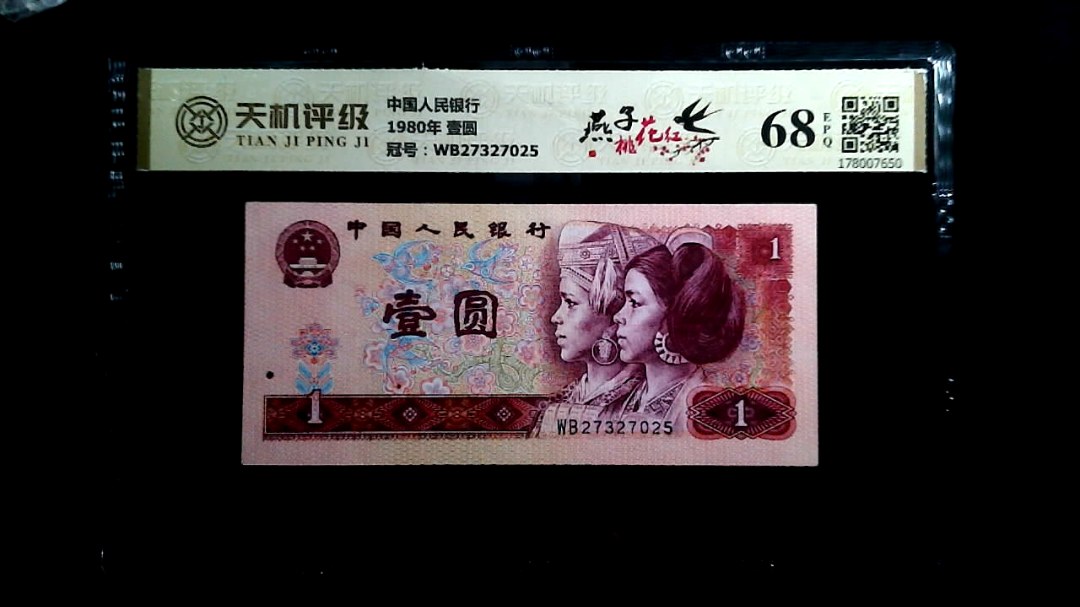 天机评级
TIAN JI PING JI
中国人民银行
1980年 壹圆
冠号：WB27327025
燕子
桃花红
68
EPQ
178007650
中国人民银行
1
壹圆
1
WB27327025
1